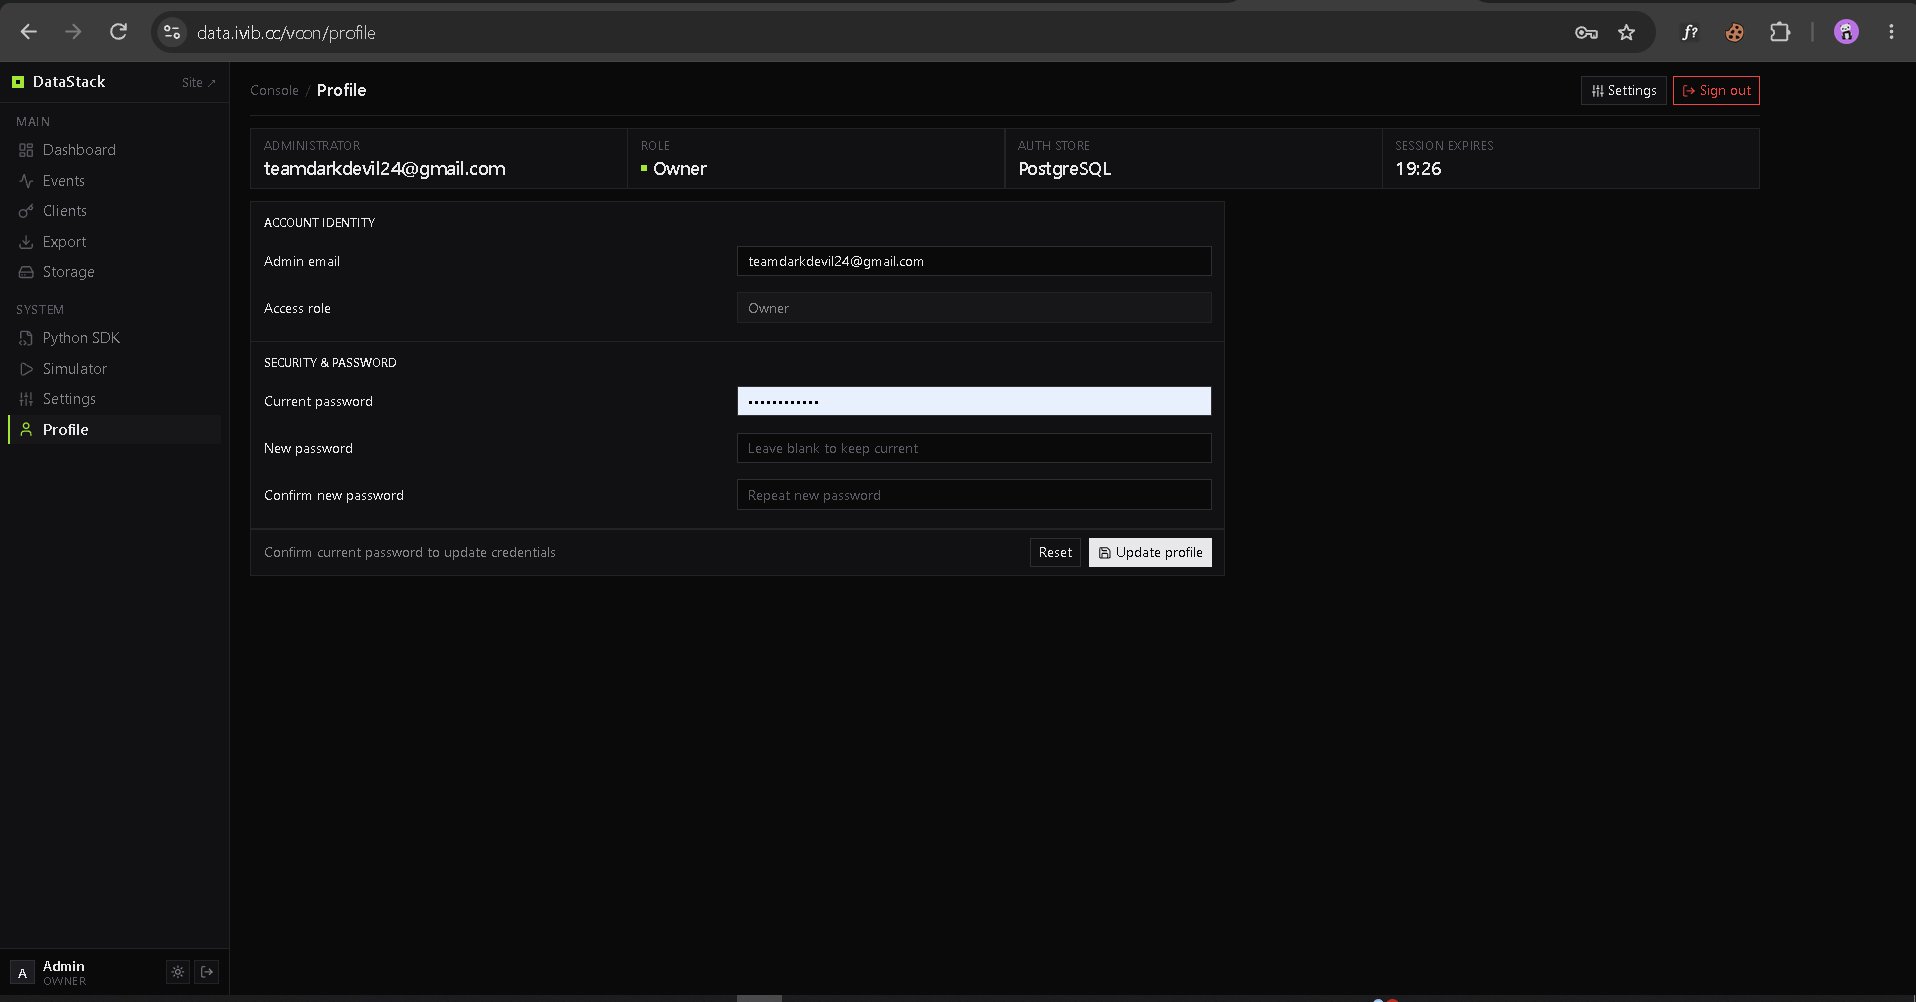 data.ivib.cc/vcon/profile
f?
DataStack
Site ↗
MAIN
Dashboard
Events
Clients
Export
Storage
SYSTEM
Python SDK
Simulator
Settings
Profile
Console / Profile
Settings
Sign out
ADMINISTRATOR
teamdarkdevil24@gmail.com
ROLE
Owner
AUTH STORE
PostgreSQL
SESSION EXPIRES
19:26
ACCOUNT IDENTITY
Admin email
teamdarkdevil24@gmail.com
Access role
Owner
SECURITY & PASSWORD
Current password
••••••••••••
New password
Leave blank to keep current
Confirm new password
Repeat new password
Confirm current password to update credentials
Reset
Update profile
A
Admin
OWNER